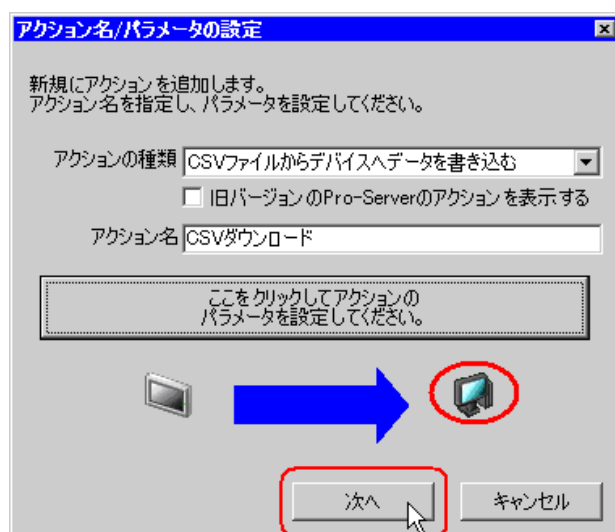 アクション名/パラメータの設定
新規にアクションを追加します。
アクション名を指定し、パラメータを設定してください。
アクションの種類 CSVファイルからデバイスへデータを書き込む
旧バージョンのPro-Serverのアクションを表示する
アクション名 CSVダウンロード
ここをクリックしてアクションの
パラメータを設定してください。
次へ キャンセル